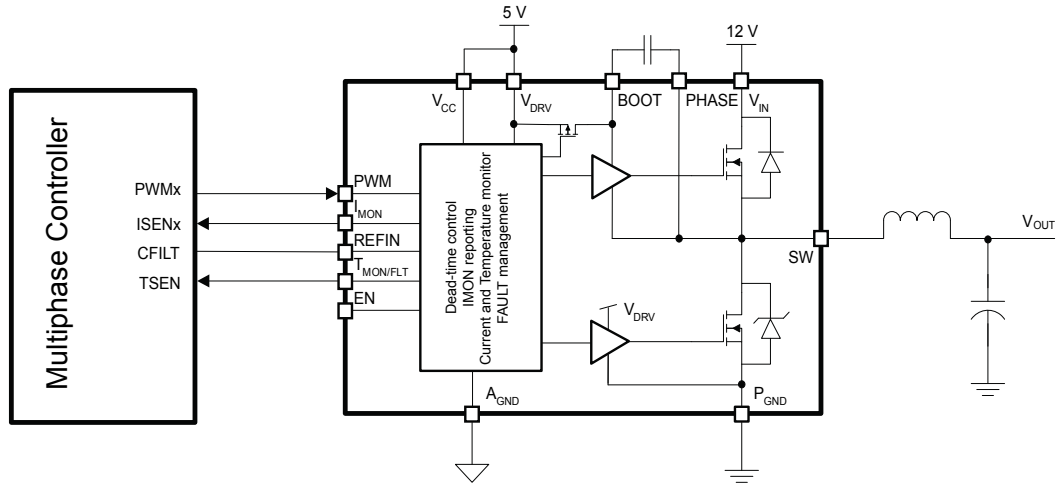 5 V
12 V
V_CC
V_DRV
BOOT
PHASE
V_IN
Multiphase Controller
PWMx
ISENx
CFILT
TSEN
PWM
I_MON
REFIN
T_MON/FLT
EN
Dead-time control
IMON reporting
Current and Temperature monitor
FAULT management
V_DRV
SW
V_OUT
A_GND
P_GND